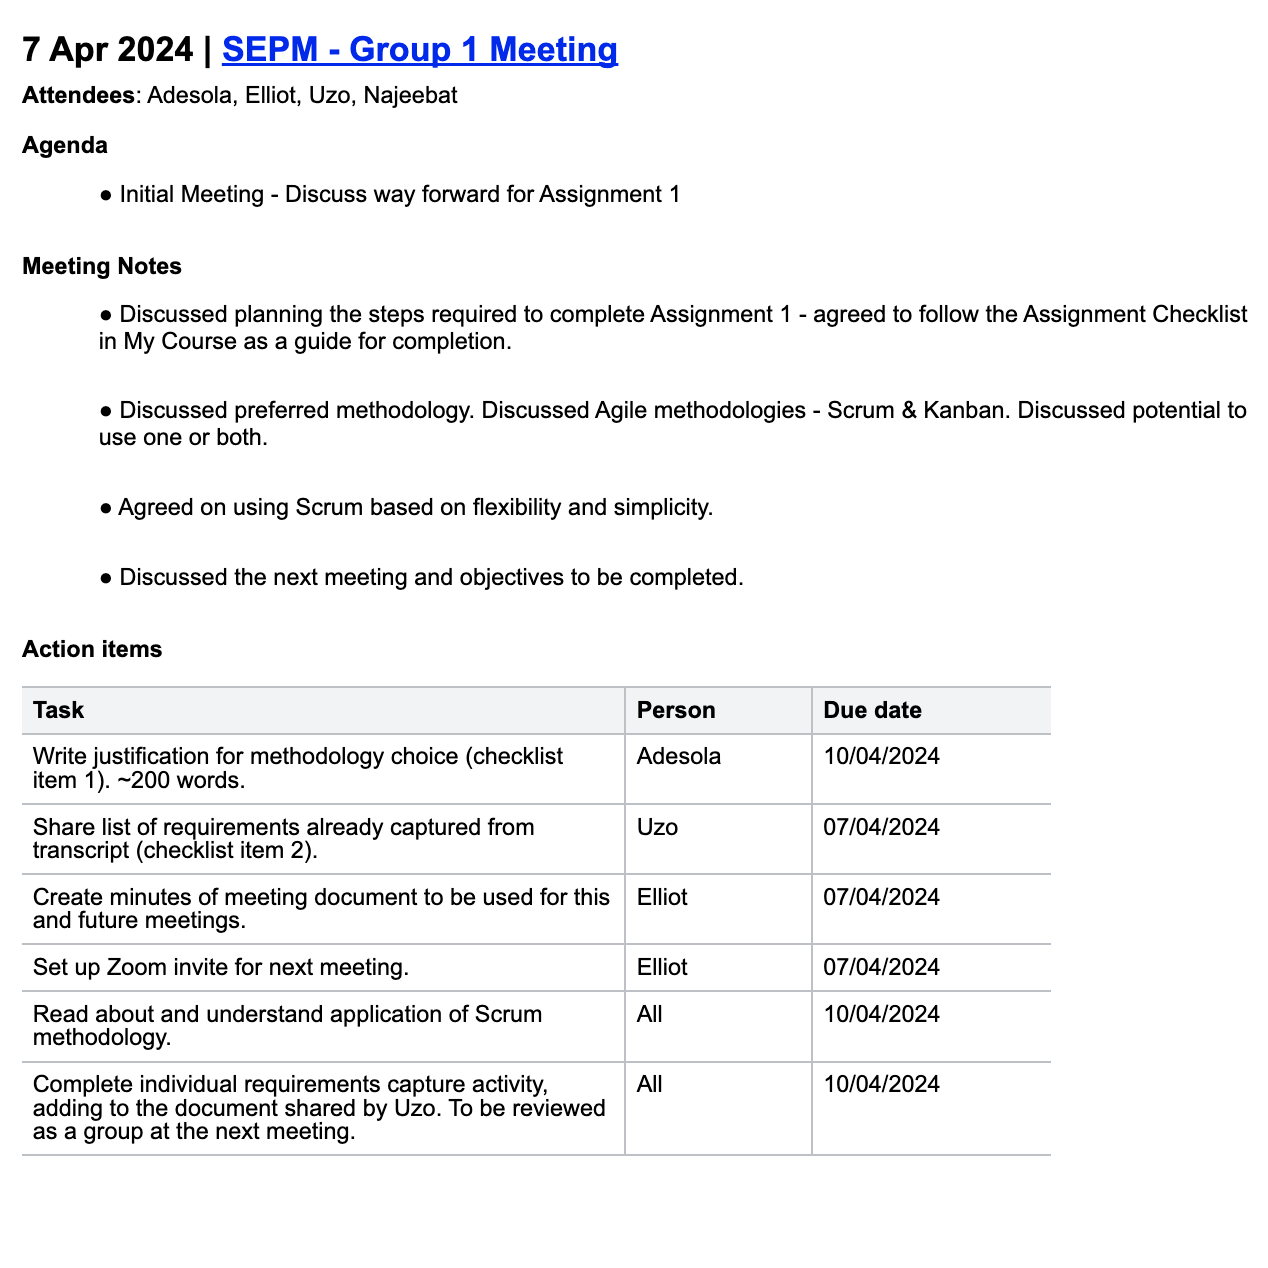 7 Apr 2024 | SEPM - Group 1 Meeting
Attendees: Adesola, Elliot, Uzo, Najeebat
Agenda
● Initial Meeting - Discuss way forward for Assignment 1
Meeting Notes
● Discussed planning the steps required to complete Assignment 1 - agreed to follow the Assignment Checklist
in My Course as a guide for completion.
● Discussed preferred methodology. Discussed Agile methodologies - Scrum & Kanban. Discussed potential to
use one or both.
● Agreed on using Scrum based on flexibility and simplicity.
● Discussed the next meeting and objectives to be completed.
Action items
Task Person Due date
Write justification for methodology choice (checklist Adesola 10/04/2024
item 1). ~200 words.
Share list of requirements already captured from Uzo 07/04/2024
transcript (checklist item 2).
Create minutes of meeting document to be used for this Elliot 07/04/2024
and future meetings.
Set up Zoom invite for next meeting. Elliot 07/04/2024
Read about and understand application of Scrum All 10/04/2024
methodology.
Complete individual requirements capture activity, All 10/04/2024
adding to the document shared by Uzo. To be reviewed
as a group at the next meeting.